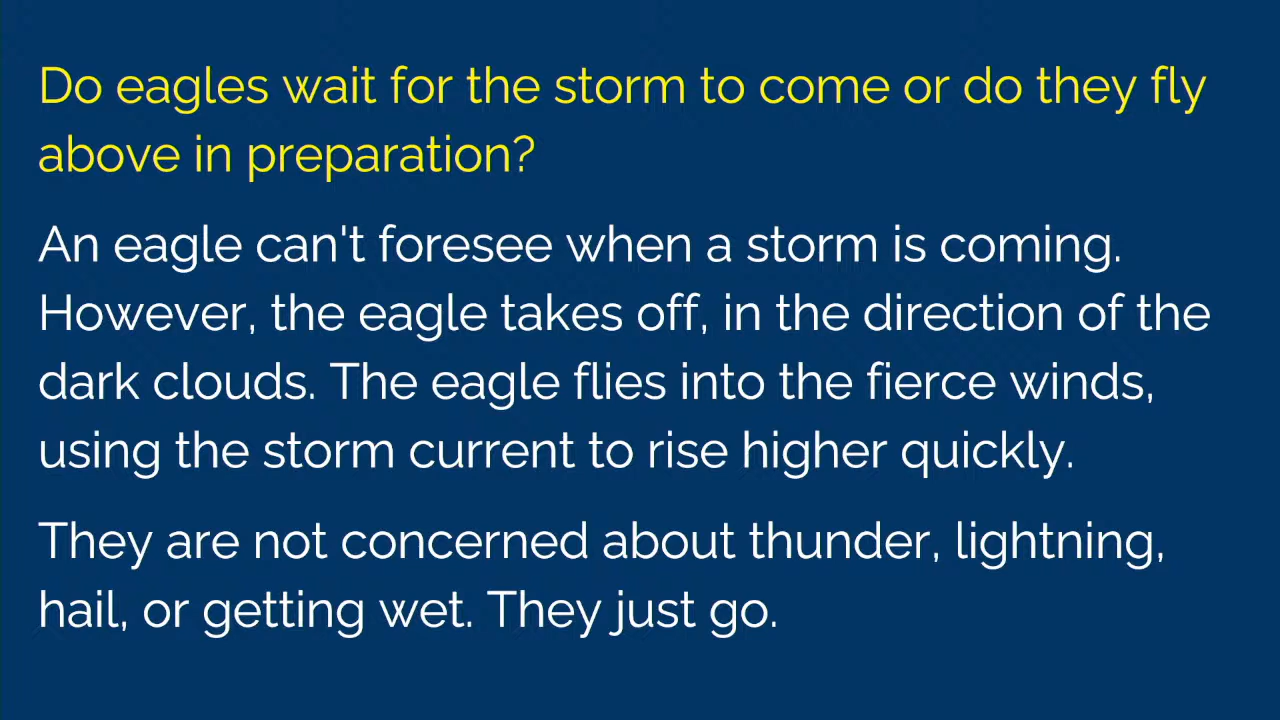 Do eagles wait for the storm to come or do they fly
above in preparation?
An eagle can't foresee when a storm is coming.
However, the eagle takes off, in the direction of the
dark clouds. The eagle flies into the fierce winds,
using the storm current to rise higher quickly.
They are not concerned about thunder, lightning,
hail, or getting wet. They just go.